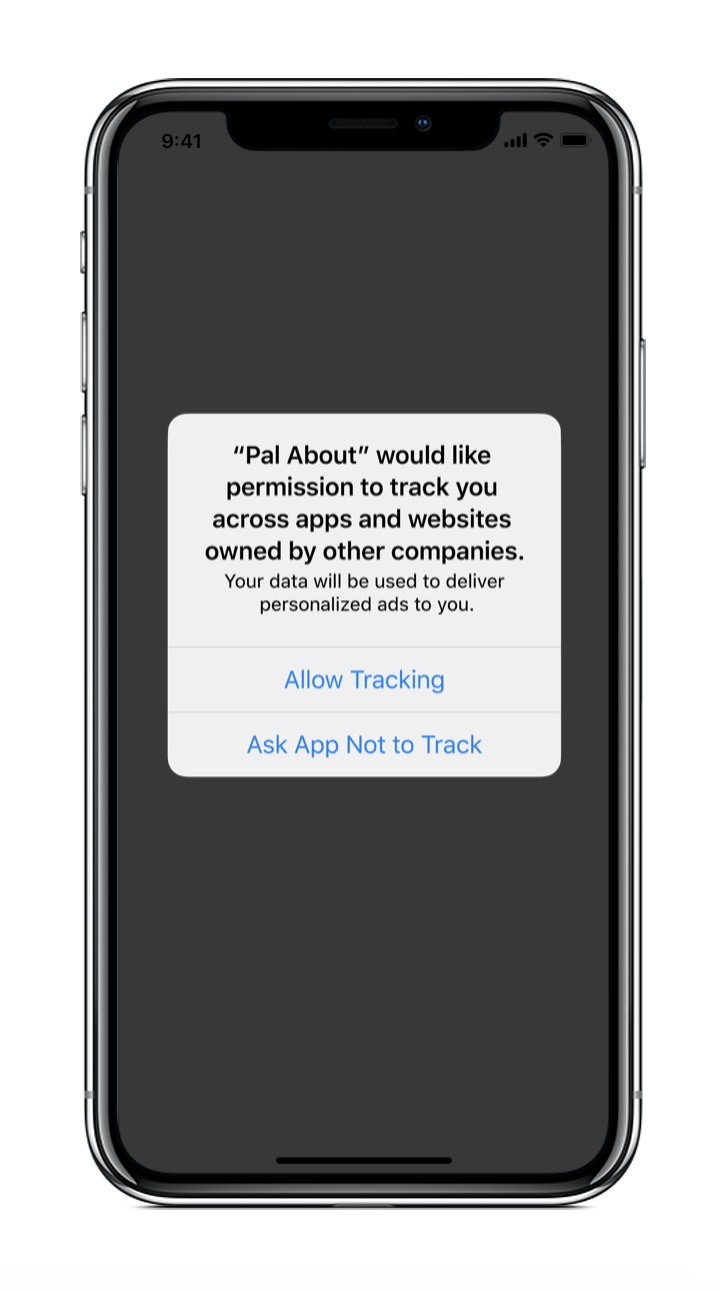 9:41
“Pal About” would like
permission to track you
across apps and websites
owned by other companies.
Your data will be used to deliver
personalized ads to you.
Allow Tracking
Ask App Not to Track